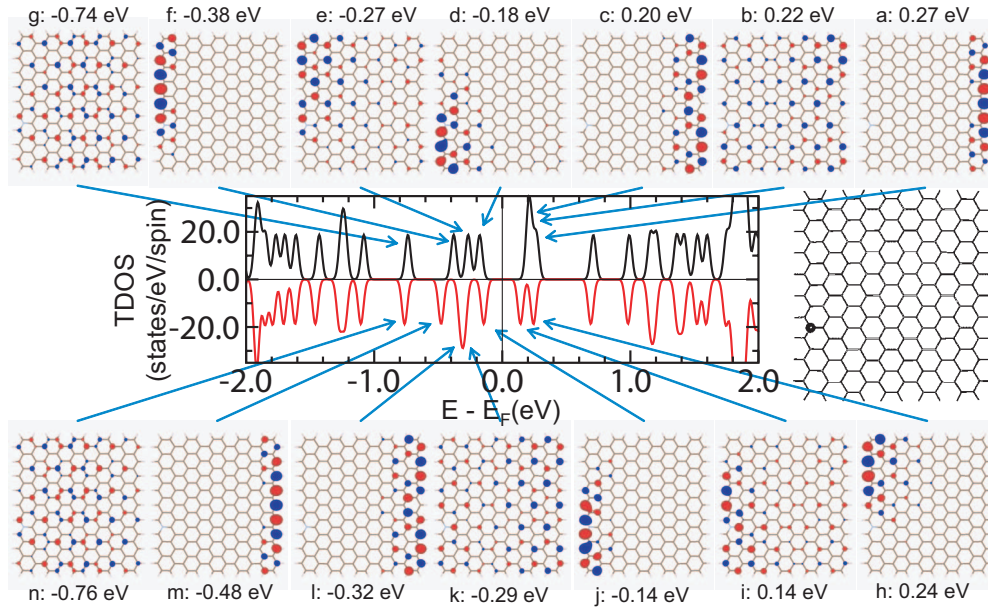 g: -0.74 eV f: -0.38 eV e: -0.27 eV d: -0.18 eV c: 0.20 eV b: 0.22 eV a: 0.27 eV
TDOS
(states/eV/spin)
20.0
0.0
-20.0
-2.0 -1.0 0.0 1.0 2.0
E - EF(eV)
n: -0.76 eV m: -0.48 eV l: -0.32 eV k: -0.29 eV j: -0.14 eV i: 0.14 eV h: 0.24 eV